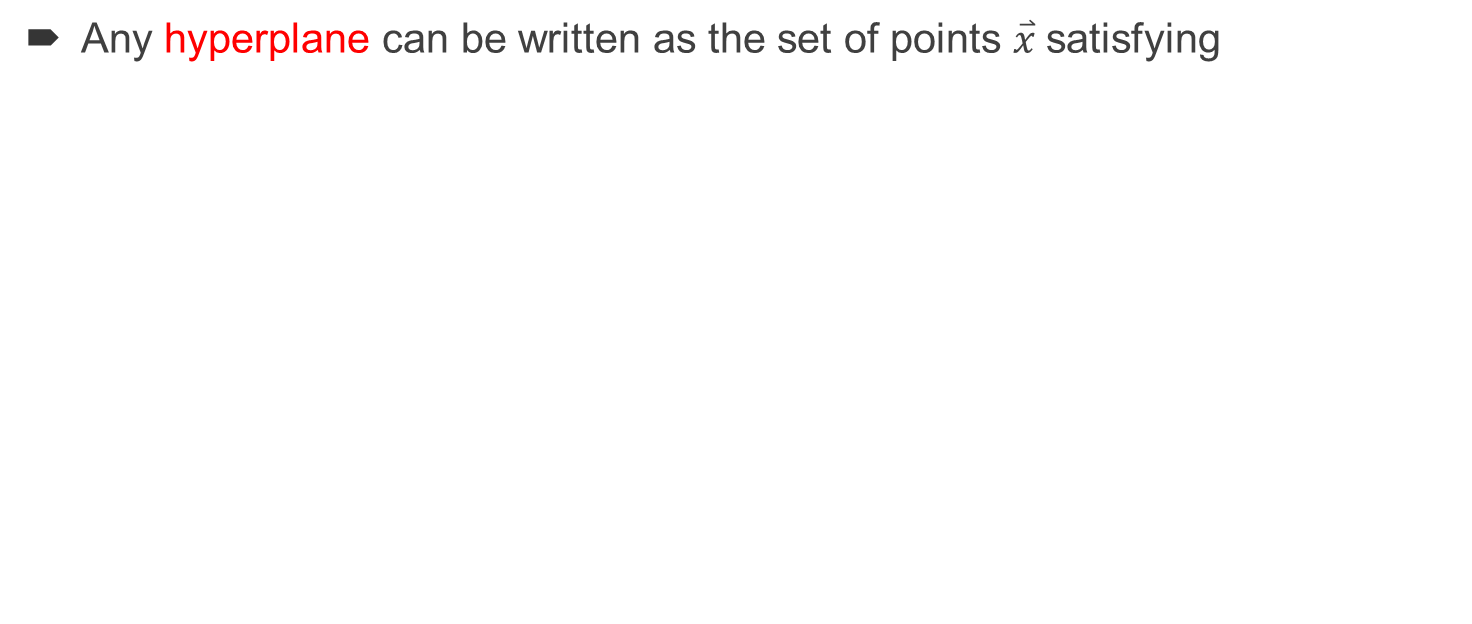 Any hyperplane can be written as the set of points x⃗ satisfying